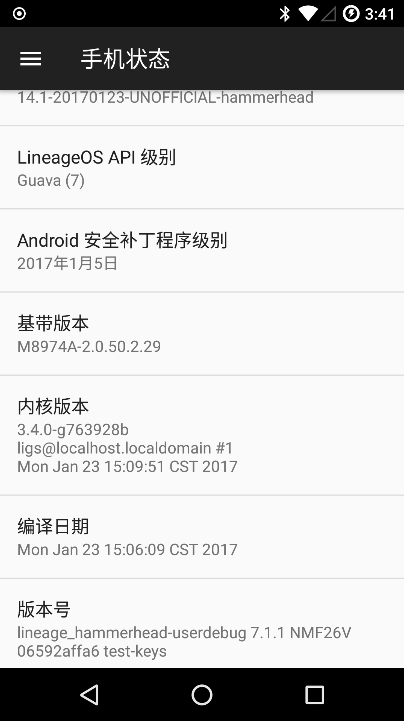 3:41
手机状态
14.1-20170123-UNOFFICIAL-hammerhead
LineageOS API 级别
Guava (7)
Android 安全补丁程序级别
2017年1月5日
基带版本
M8974A-2.0.50.2.29
内核版本
3.4.0-g763928b
ligs@localhost.localdomain #1
Mon Jan 23 15:09:51 CST 2017
编译日期
Mon Jan 23 15:06:09 CST 2017
版本号
lineage_hammerhead-userdebug 7.1.1 NMF26V
06592affa6 test-keys